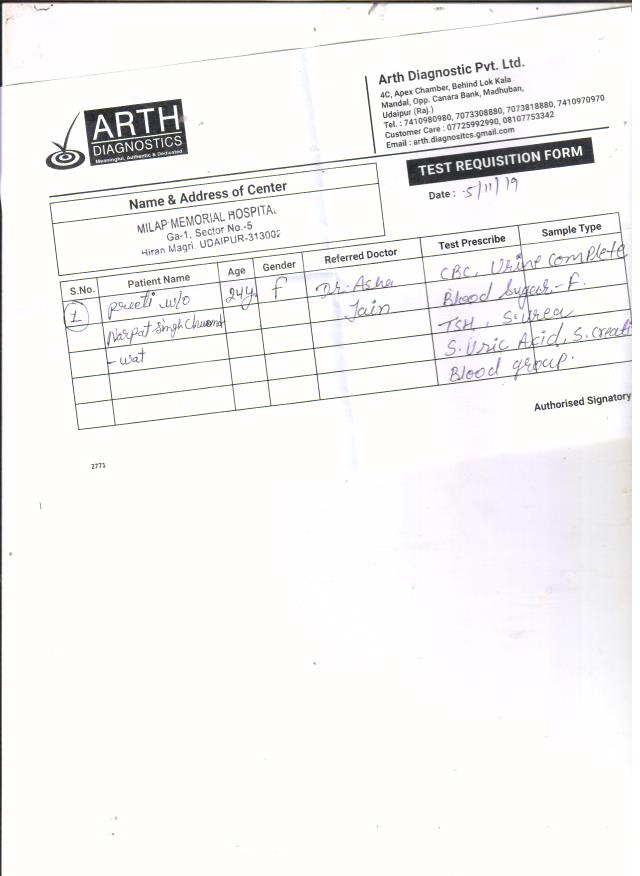 ARTH
DIAGNOSTICS
Meaningful, Authentic & Dedicated
Arth Diagnostic Pvt. Ltd.
4C, Apex Chamber, Behind Lok Kala
Mandal, Opp. Canara Bank, Madhuban,
Udaipur (Raj.)
Tel. : 7410980980, 7073308880, 7073818880, 7410970970
Customer Care : 07725992990, 08107753342
Email : arth.diagnositcs.gmail.com
TEST REQUISITION FORM
Date : 5/11/19
Name & Address of Center
MILAP MEMORIAL HOSPITAL
Ga-1, Sector No.-5
Hiran Magri, UDAIPUR-313002
S.No. Patient Name Age Gender Referred Doctor Test Prescribe Sample Type
1 Preeti w/o 24y. F Dr. Asha CBC, Urine Complete
Jain Blood Sugar-F.
Narpat Singh TSH, S.urea
-wat S. Uric Acid, S. Creati
Blood group.
Authorised Signatory
2771